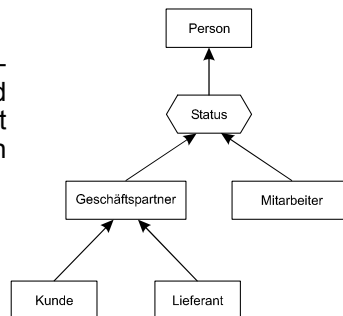 Person
-
d
t
n
Status
Geschäftspartner
Mitarbeiter
Kunde
Lieferant